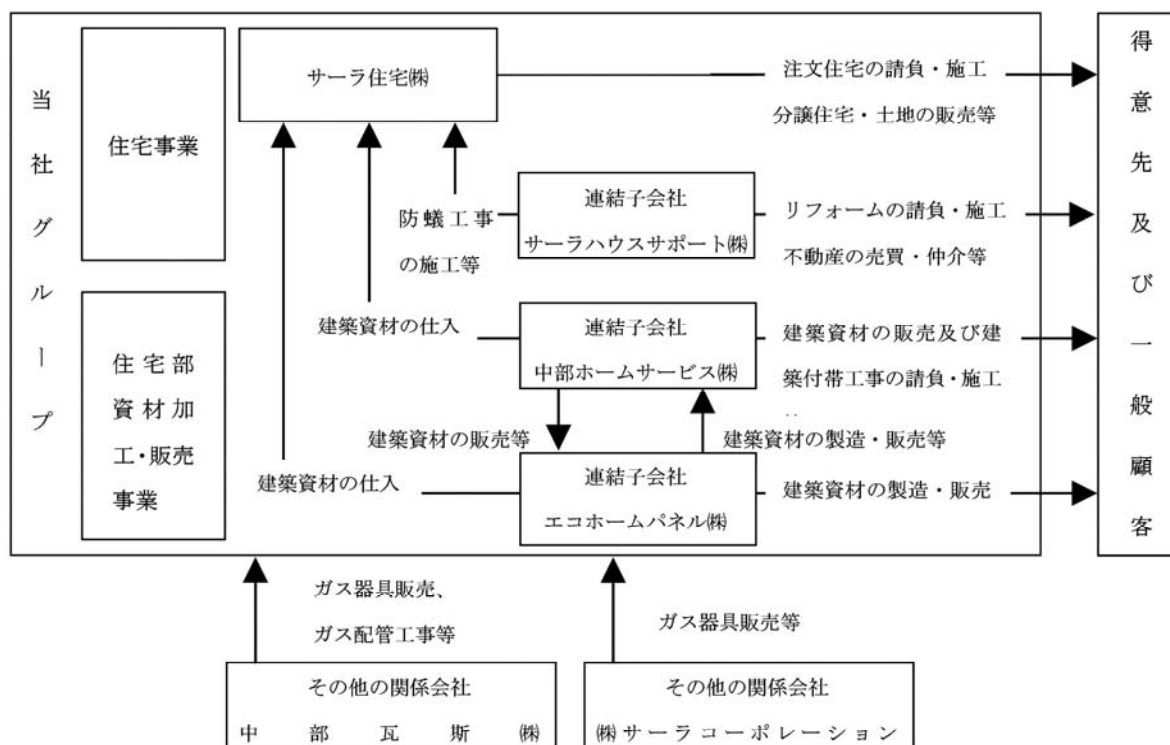 当社グループ
住宅事業
サーラ住宅㈱
注文住宅の請負・施工
分譲住宅・土地の販売等
得意先及び一般顧客
防蟻工事
の施工等
連結子会社
サーラハウスサポート㈱
リフォームの請負・施工
不動産の売買・仲介等
住宅部
資材加
工・販売
事業
建築資材の仕入
連結子会社
中部ホームサービス㈱
建築資材の販売及び建
築付帯工事の請負・施工
建築資材の販売等
建築資材の製造・販売等
建築資材の仕入
連結子会社
エコホームパネル㈱
建築資材の製造・販売
ガス器具販売、
ガス配管工事等
ガス器具販売等
その他の関係会社
中部瓦斯㈱
その他の関係会社
㈱サーラコーポレーション